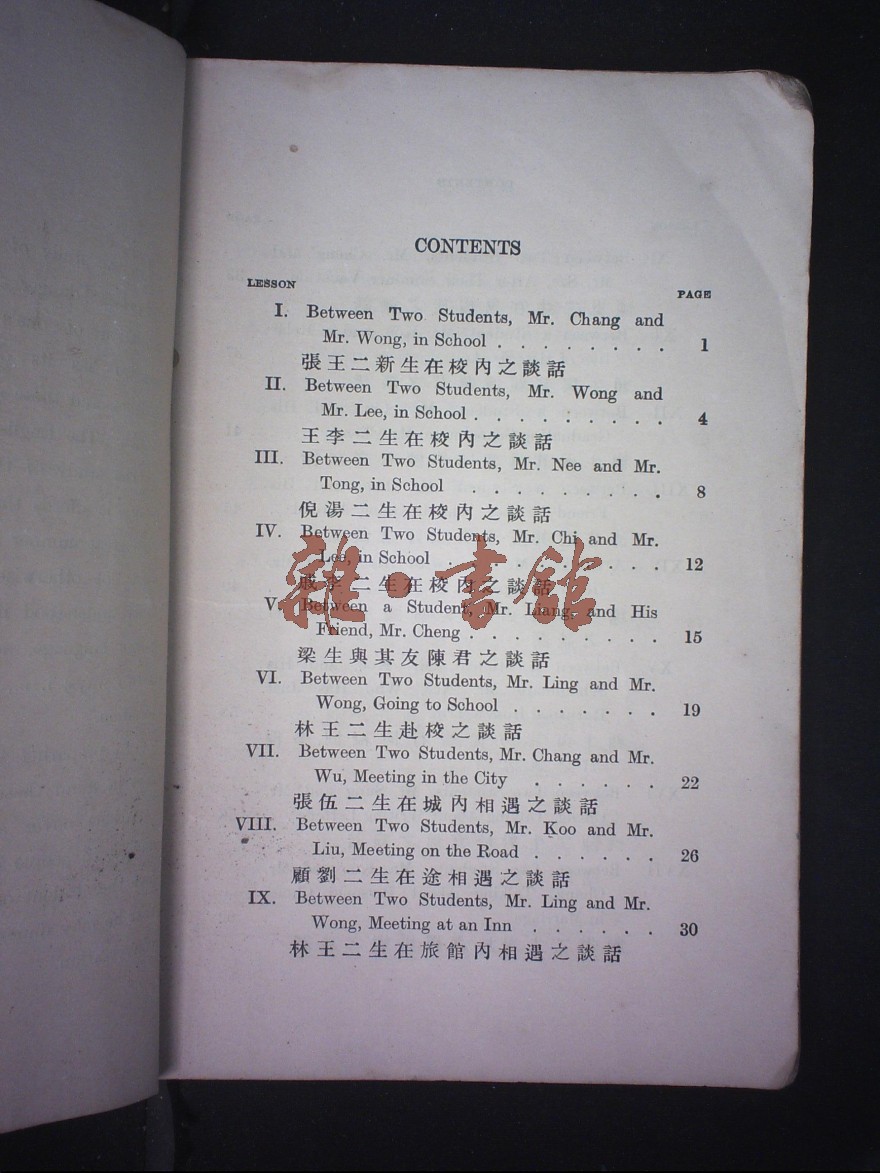 CONTENTS
LESSON PAGE
I. Between Two Students, Mr. Chang and
Mr. Wong, in School . . . . . . . . . 1
張王二新生在校內之談話
II. Between Two Students, Mr. Wong and
Mr. Lee, in School . . . . . . . . . . 4
王李二生在校內之談話
III. Between Two Students, Mr. Nee and Mr.
Tong, in School . . . . . . . . . 8
倪湯二生在校內之談話
IV. Between Two Students, Mr. Chi and Mr.
Lee, in School . . . . . . . . . 12
戚李二生在校內之談話
V. Between a Student, Mr. Liang, and His
Friend, Mr. Cheng . . . . . . . . . 15
梁生與其友陳君之談話
VI. Between Two Students, Mr. Ling and Mr.
Wong, Going to School . . . . . . . 19
林王二生赴校之談話
VII. Between Two Students, Mr. Chang and Mr.
Wu, Meeting in the City . . . . . . 22
張伍二生在城內相遇之談話
VIII. Between Two Students, Mr. Koo and Mr.
Liu, Meeting on the Road . . . . . . 26
顧劉二生在途相遇之談話
IX. Between Two Students, Mr. Ling and Mr.
Wong, Meeting at an Inn . . . . . . 30
林王二生在旅館內相遇之談話
雜·書館